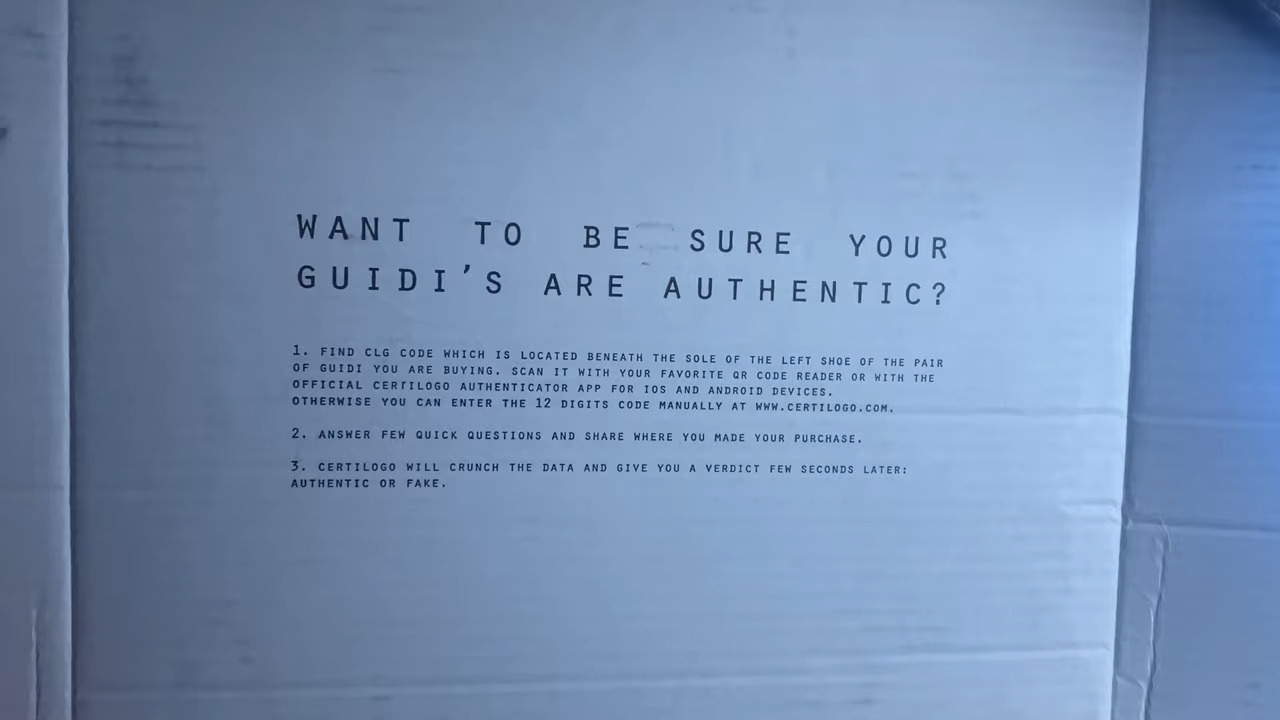 WANT TO BE SURE YOUR
GUIDI'S ARE AUTHENTIC?
1. FIND CLG CODE WHICH IS LOCATED BENEATH THE SOLE OF THE LEFT SHOE OF THE PAIR
OF GUIDI YOU ARE BUYING. SCAN IT WITH YOUR FAVORITE QR CODE READER OR WITH THE
OFFICIAL CERTILOGO AUTHENTICATOR APP FOR IOS AND ANDROID DEVICES.
OTHERWISE YOU CAN ENTER THE 12 DIGITS CODE MANUALLY AT WWW.CERTILOGO.COM.
2. ANSWER FEW QUICK QUESTIONS AND SHARE WHERE YOU MADE YOUR PURCHASE.
3. CERTILOGO WILL CRUNCH THE DATA AND GIVE YOU A VERDICT FEW SECONDS LATER:
AUTHENTIC OR FAKE.